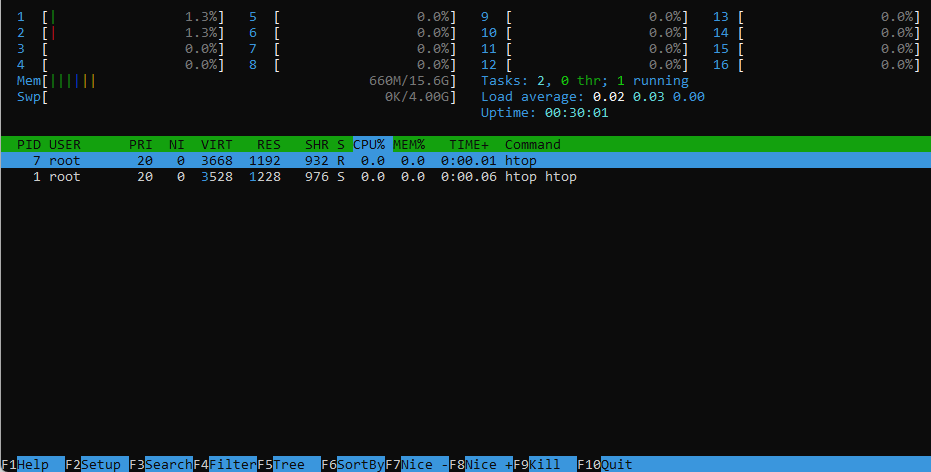 1 [| 1.3%] 5 [ 0.0%] 9 [ 0.0%] 13 [ 0.0%]
2 [| 1.3%] 6 [ 0.0%] 10 [ 0.0%] 14 [ 0.0%]
3 [ 0.0%] 7 [ 0.0%] 11 [ 0.0%] 15 [ 0.0%]
4 [ 0.0%] 8 [ 0.0%] 12 [ 0.0%] 16 [ 0.0%]
Mem[|||||| 660M/15.6G] Tasks: 2, 0 thr; 1 running
Swp[ 0K/4.00G] Load average: 0.02 0.03 0.00
Uptime: 00:30:01
PID USER PRI NI VIRT RES SHR S CPU% MEM% TIME+ Command
7 root 20 0 3668 1192 932 R 0.0 0.0 0:00.01 htop
1 root 20 0 3528 1228 976 S 0.0 0.0 0:00.06 htop htop
F1Help F2Setup F3SearchF4FilterF5Tree F6SortByF7Nice -F8Nice +F9Kill F10Quit